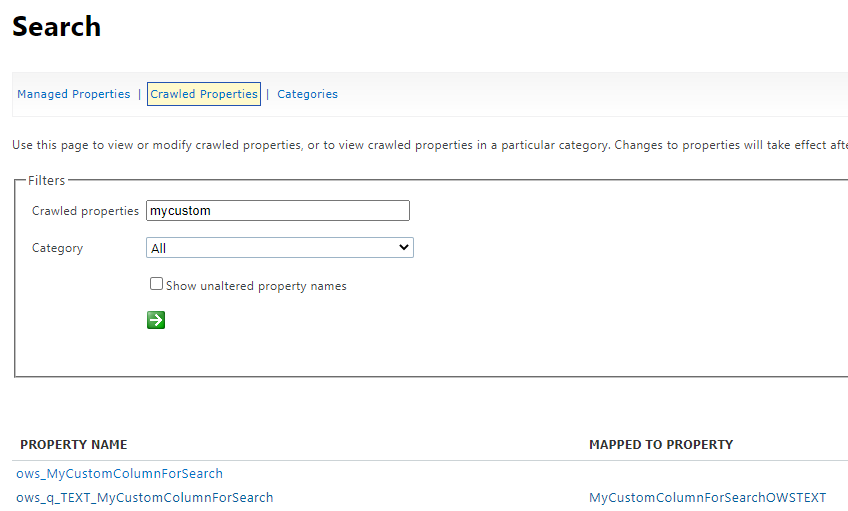 Search
Managed Properties | Crawled Properties | Categories
Use this page to view or modify crawled properties, or to view crawled properties in a particular category. Changes to properties will take effect afte
Filters
Crawled properties mycustom
Category All
Show unaltered property names
PROPERTY NAME MAPPED TO PROPERTY
ows_MyCustomColumnForSearch
ows_q_TEXT_MyCustomColumnForSearch MyCustomColumnForSearchOWSTEXT